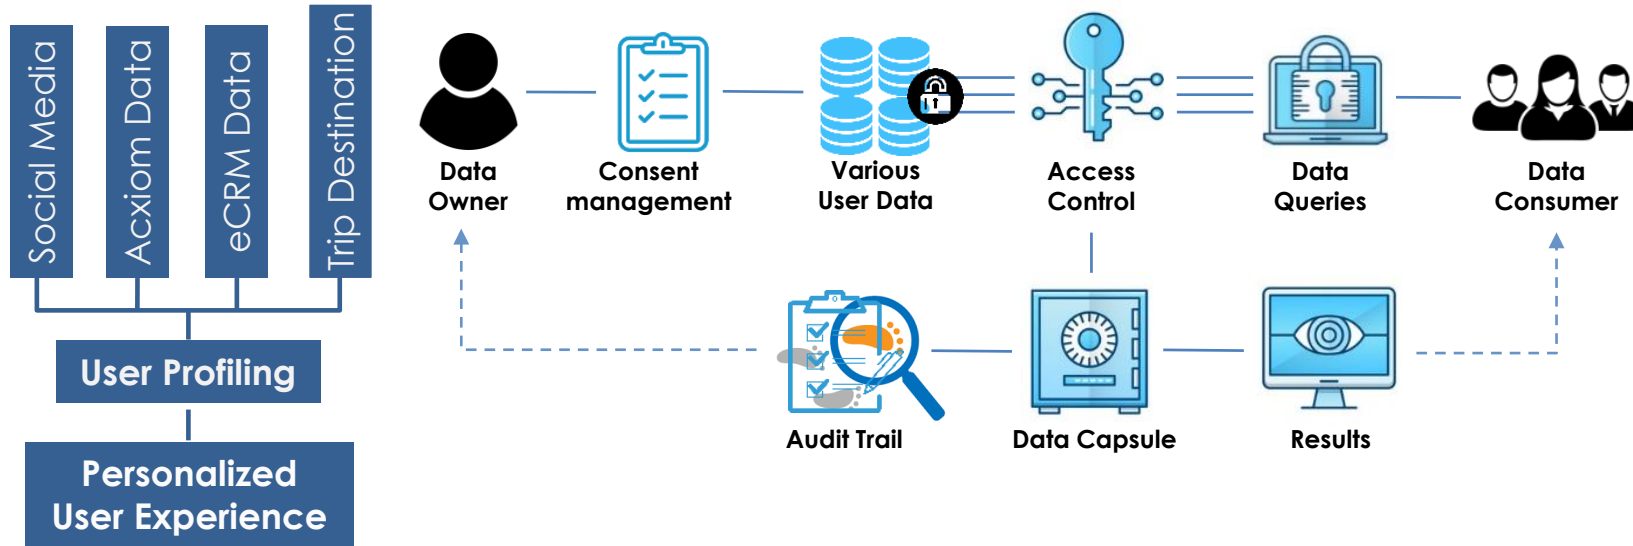 Social Media
Acxiom Data
eCRM Data
Trip Destination
User Profiling
Personalized
User Experience
Data
Owner
Consent
management
Various
User Data
Access
Control
Data
Queries
Data
Consumer
Audit Trail
Data Capsule
Results